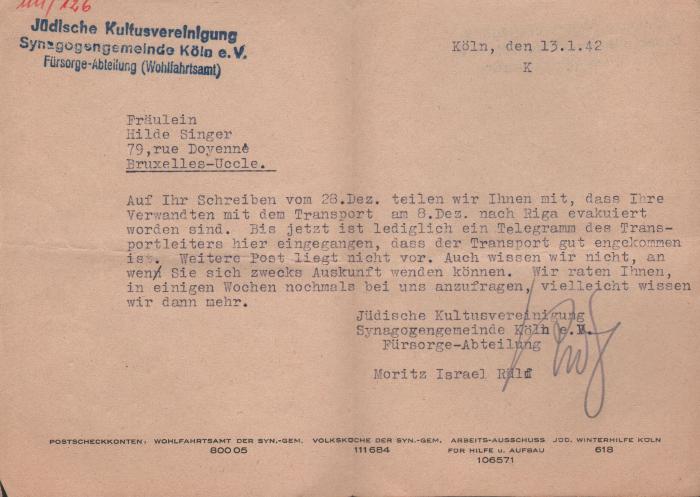 Jüdische Kultusvereinigung
Synagogengemeinde Köln e.V.
Fürsorge-Abteilung (Wohlfahrtsamt)
Köln, den 13.1.42
K
Fräulein
Hilde Singer
79,rue Doyenné
Bruxelles-Uccle.
Auf Ihr Schreiben vom 28.Dez. teilen wir Ihnen mit, dass Ihre
Verwandten mit dem Transport am 8.Dez. nach Riga evakuiert
worden sind. Bis jetzt ist lediglich ein Telegramm des Trans-
portleiters hier eingegangen, dass der Transport gut engekommen
ist. Weitere Post liegt nicht vor. Auch wissen wir nicht, an
wen Sie sich zwecks Auskunft wenden können. Wir raten Ihnen,
in einigen Wochen nochmals bei uns anzufragen, vielleicht wissen
wir dann mehr.
Jüdische Kultusvereinigung
Synagogengemeinde Köln e.V.
Fürsorge-Abteilung
Moritz Israel
POSTSCHECKKONTEN: WOHLFAHRTSAMT DER SYN.-GEM. VOLKSKÜCHE DER SYN.-GEM. ARBEITS-AUSSCHUSS JÜD. WINTERHILFE KÖLN
80005 111684 FÜR HILFE u. AUFBAU 618
106571